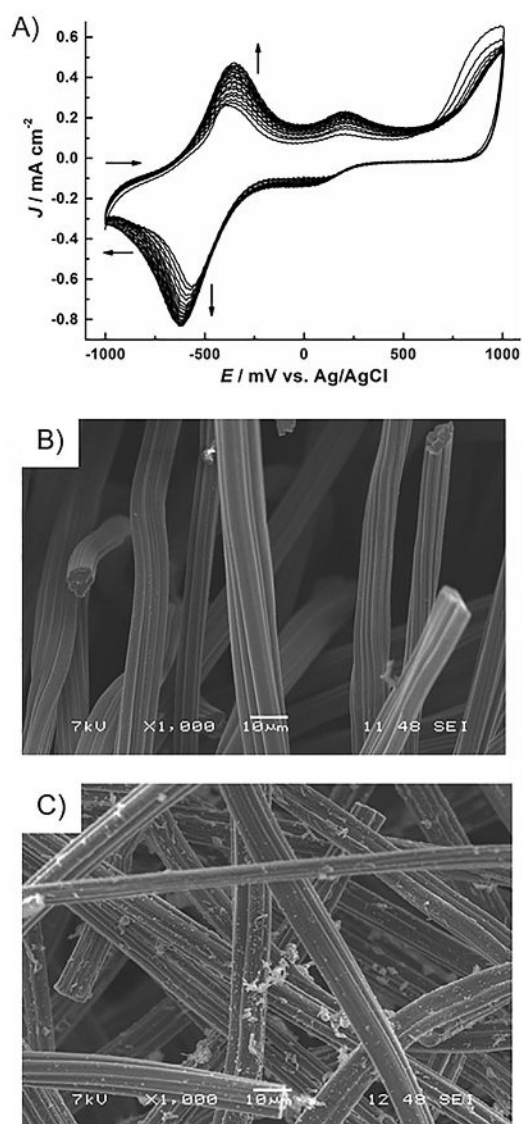 A)
0.6
0.4
0.2
0.0
-0.2
-0.4
-0.6
-0.8
J / mA cm⁻²
-1000 -500 0 500 1000
E / mV vs. Ag/AgCl
B)
7kV X1,000 10μm 11 48 SEI
C)
7kV X1,000 10μm 12 48 SEI